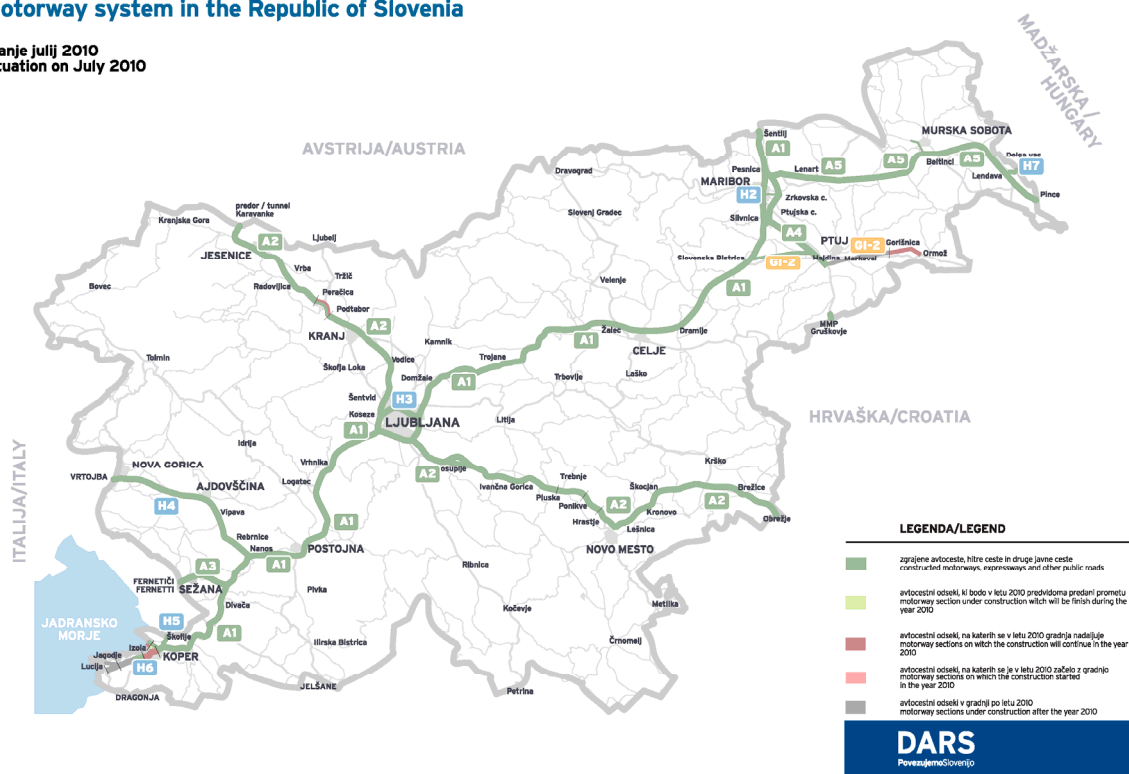 otorway system in the Republic of Slovenia
anje julij 2010
tuation on July 2010
MADŽARSKA /
HUNGARY
AVSTRIJA/AUSTRIA
HRVAŠKA/CROATIA
ITALIJA/ITALY
JADRANSKO
MORJE
Šentilj
A1
MURSKA SOBOTA
Pesnica
Lenart
A5
A5
Beltinci
A5
H7
Lendava
Pince
MARIBOR
H2
Zrkovska c.
Ptujska c.
Slivnica
A4
PTUJ
G1-2
Gorišnica
Ormož
Slovenska Bistrica
G1-2
Hajdina
Markovci
Dravograd
Slovenj Gradec
Velenje
A1
MMP
Gruškovje
predor / tunnel
Karavanke
Kranjska Gora
A2
Ljubelj
JESENICE
Vrba
Tržič
Radovljica
Peračica
Podtabor
Bovec
A2
KRANJ
Kamnik
Vodice
Trojane
A1
Žalec
Dramlje
CELJE
Tolmin
Škofja Loka
Domžale
A1
Trbovlje
Laško
Šentvid
H3
Koseze
LJUBLJANA
A1
Litija
Idrija
Vrhnika
A2
osuplje
Krško
NOVA GORICA
VRTOJBA
AJDOVŠČINA
Logatec
Ivančna Gorica
Trebnje
Pluska
Ponikve
Škocjan
Brežice
A2
A2
H4
Vipava
A1
Hrastje
Kronovo
Lešnica
Obrežje
Rebrnice
Nanos
POSTOJNA
NOVO MESTO
A1
A3
Ribnica
FERNETIČI
FERNETTI
SEŽANA
Pivka
Divača
Kočevje
Metlika
H5
A1
Škofije
Izola
KOPER
Ilirska Bistrica
Črnomelj
Jagodje
Lucija
H6
DRAGONJA
JELŠANE
Petrina
LEGENDA/LEGEND
zgrajene avtoceste, hitre ceste in druge javne ceste
constructed motorways, expressways and other public roads
avtocestni odseki, ki bodo v letu 2010 predvidoma predani prometu
motorway section under construction witch will be finish during the
year 2010
avtocestni odseki, na katerih se v letu 2010 gradnja nadaljuje
motorway sections on witch the construction will continue in the year
2010
avtocestni odseki, na katerih se je v letu 2010 začelo z gradnjo
motorway sections on which the construction started
in the year 2010
avtocestni odseki v gradnji po letu 2010
motorway sections under construction after the year 2010
DARS
PovezujemoSlovenijo